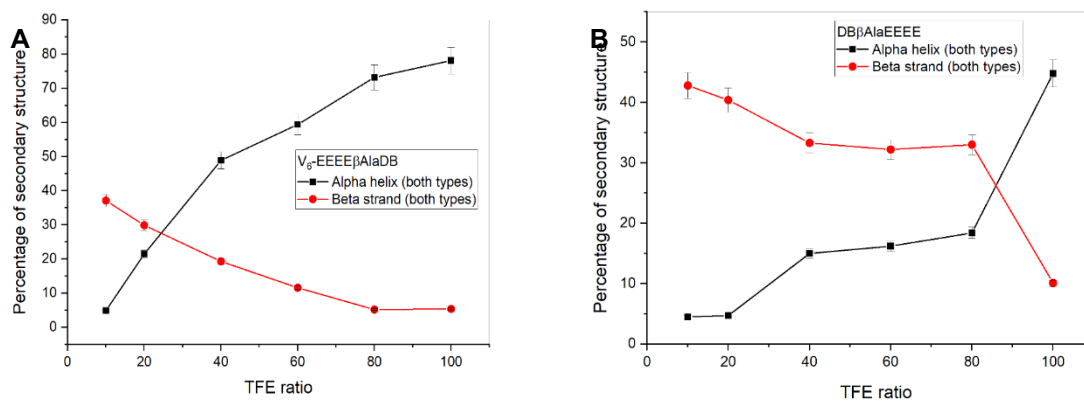 A
Percentage of secondary structure
90
80
70
60
50
40
30
20
10
0
V₆-EEEEβAlaDB
Alpha helix (both types)
Beta strand (both types)
0 20 40 60 80 100
TFE ratio
B
Percentage of secondary structure
50
40
30
20
10
0
DBβAlaEEEE
Alpha helix (both types)
Beta strand (both types)
0 20 40 60 80 100
TFE ratio